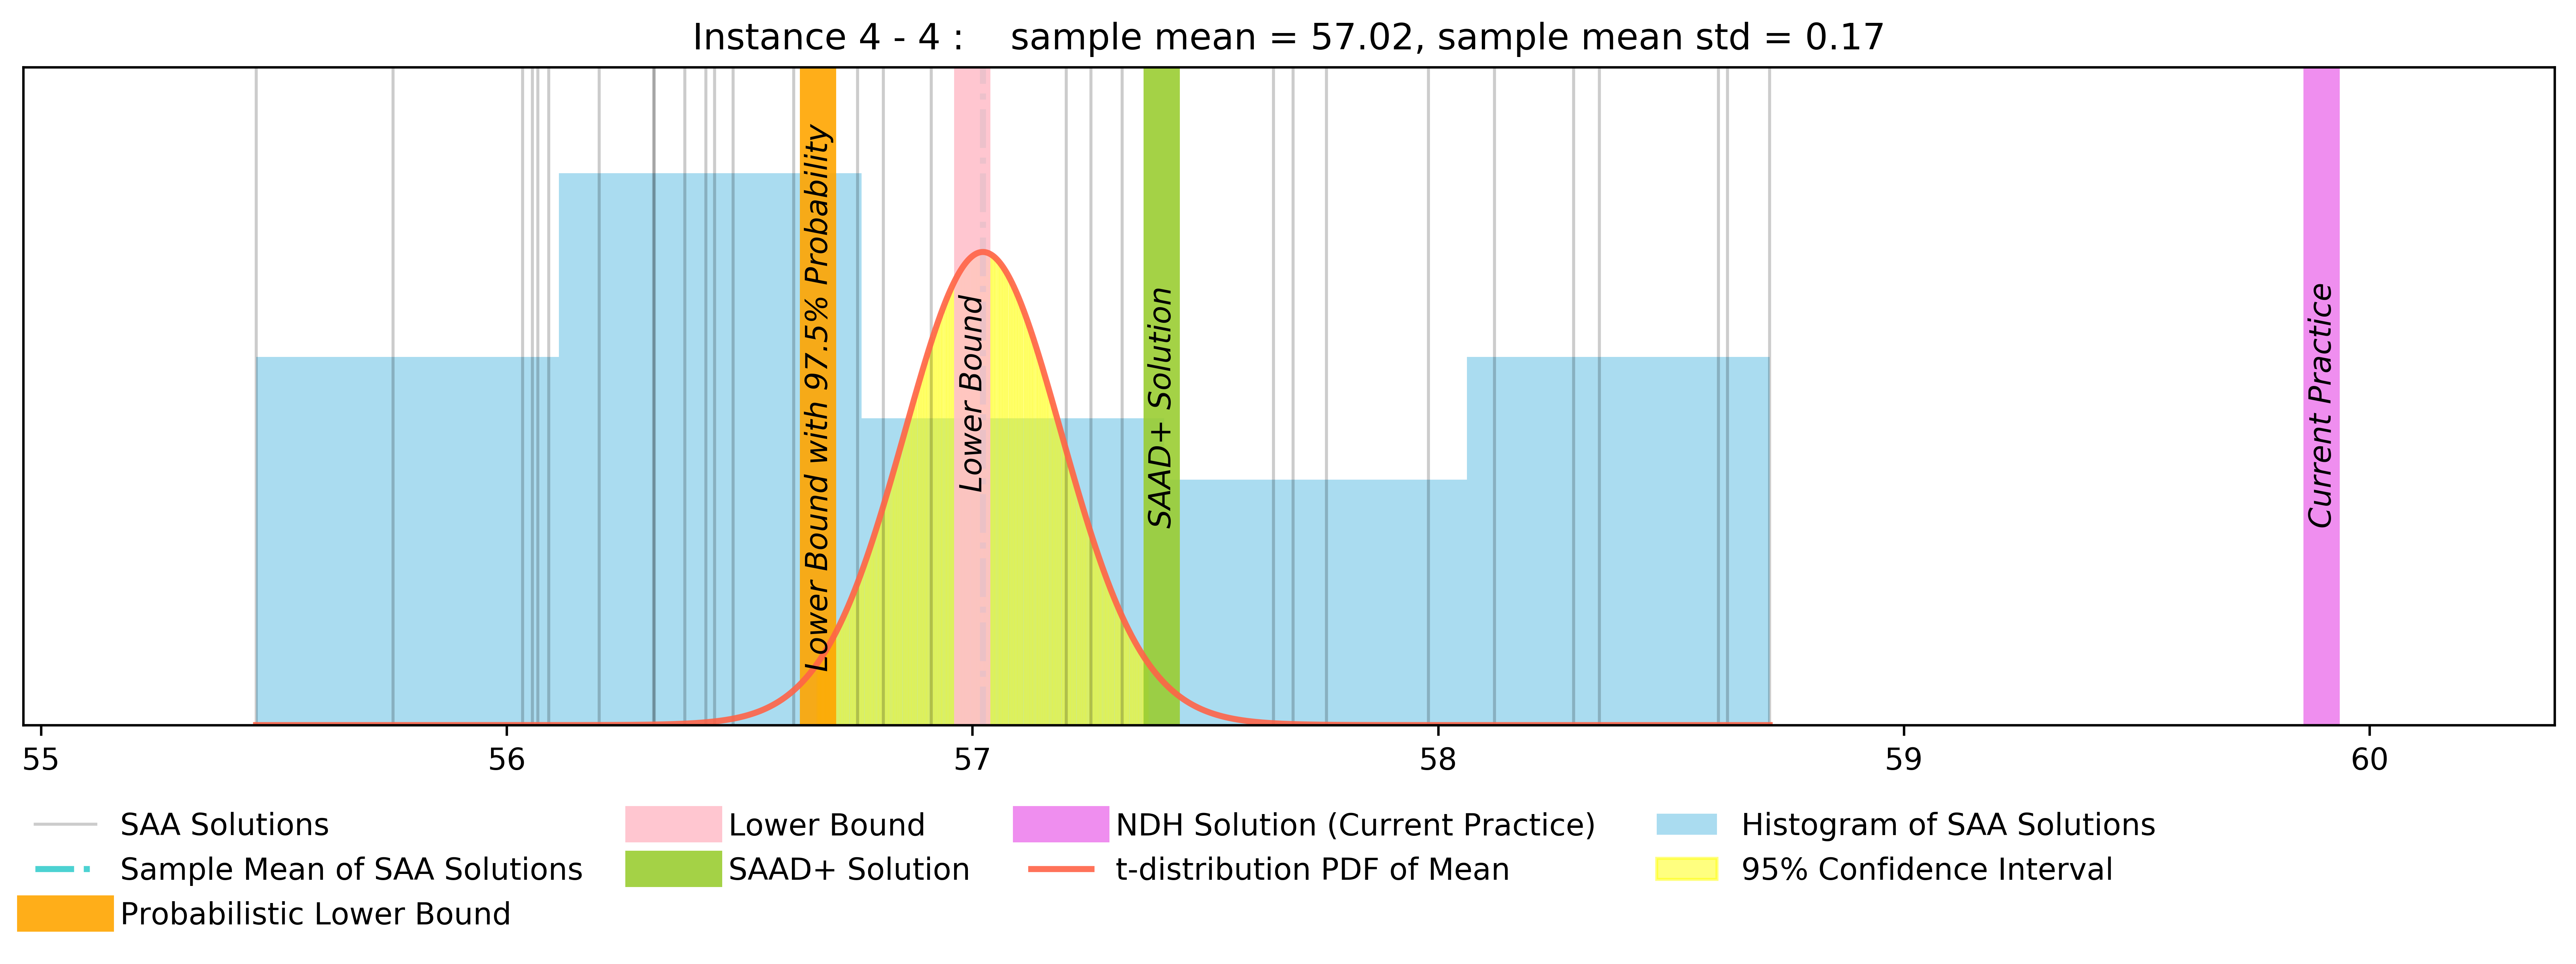 Instance 4 - 4 :    sample mean = 57.02, sample mean std = 0.17
Lower Bound with 97.5% Probability
Lower Bound
SAAD+ Solution
Current Practice
55 56 57 58 59 60
SAA Solutions
Sample Mean of SAA Solutions
Probabilistic Lower Bound
Lower Bound
SAAD+ Solution
NDH Solution (Current Practice)
t-distribution PDF of Mean
Histogram of SAA Solutions
95% Confidence Interval